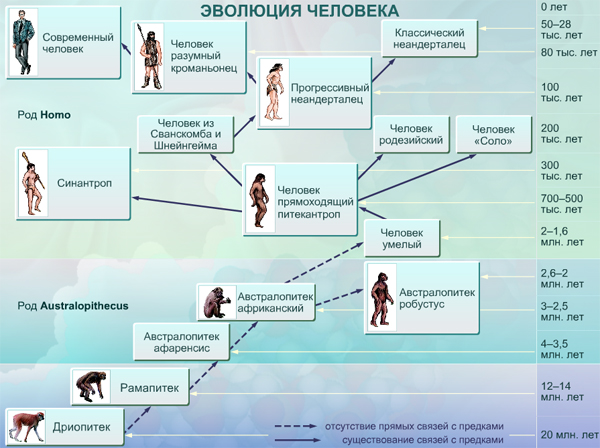 ЭВОЛЮЦИЯ ЧЕЛОВЕКА
0 лет
Современный
человек
Человек
разумный
кроманьонец
Классический
неандерталец
50–28
тыс. лет
80 тыс. лет
Прогрессивный
неандерталец
100
тыс. лет
Род Homo
Человек из
Сванскомба и
Шнейнгейма
Человек
родезийский
Человек
«Соло»
200
тыс. лет
Синантроп
300
тыс. лет
Человек
прямоходящий
питекантроп
700–500
тыс. лет
Человек
умелый
2–1,6
млн. лет
Род Australopithecus
Австралопитек
африканский
Австралопитек
робустус
2,6–2
млн. лет
3–2,5
млн. лет
Австралопитек
афаренсис
4–3,5
млн. лет
Рамапитек
12–14
млн. лет
Дриопитек
отсутствие прямых связей с предками
существование связей с предками
20 млн. лет